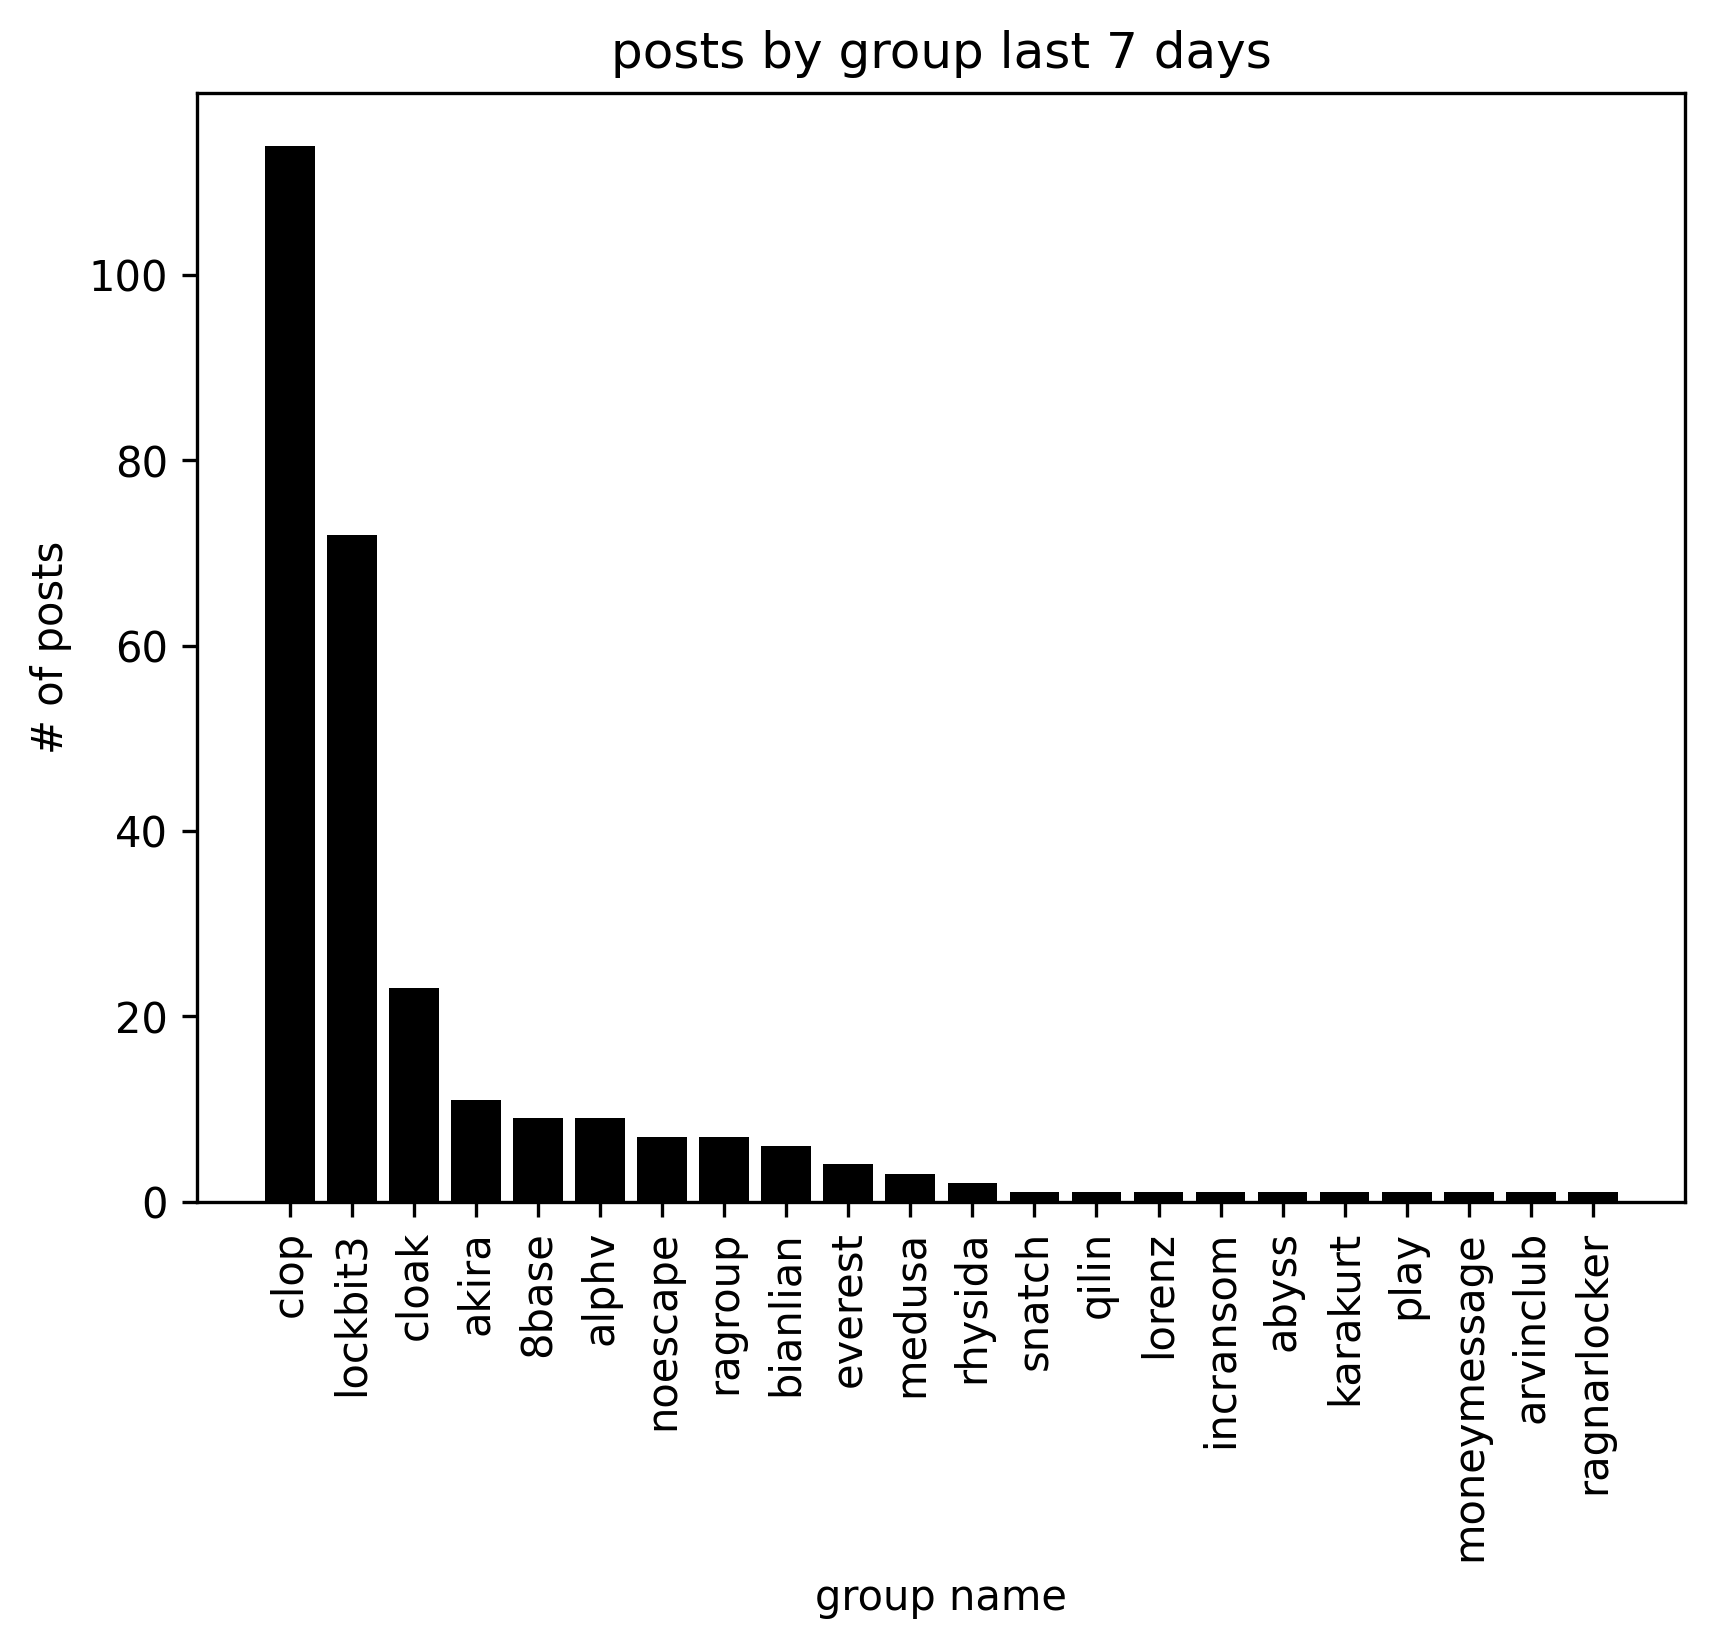 posts by group last 7 days
# of posts
100
80
60
40
20
0
clop
lockbit3
cloak
akira
8base
alphv
noescape
ragroup
bianlian
everest
medusa
rhysida
snatch
qilin
lorenz
incransom
abyss
karakurt
play
moneymessage
arvinclub
ragnarlocker
group name